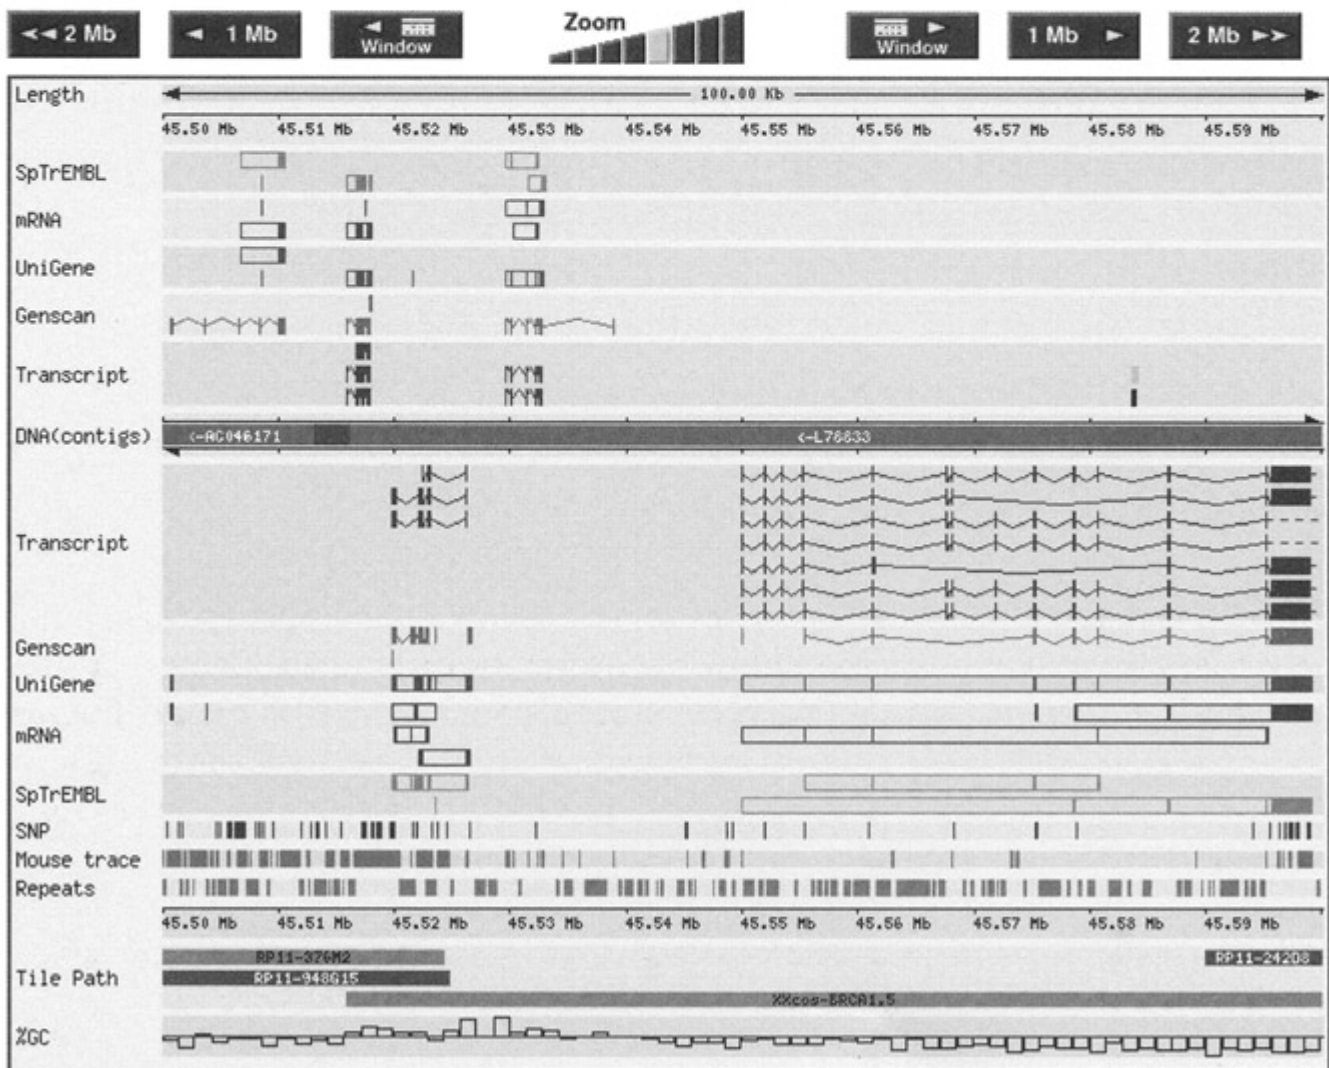 ◄◄ 2 Mb ◄ 1 Mb ◄ Window Zoom Window ► 1 Mb ► 2 Mb ►►
Length 100.00 Kb
45.50 Mb 45.51 Mb 45.52 Mb 45.53 Mb 45.54 Mb 45.55 Mb 45.56 Mb 45.57 Mb 45.58 Mb 45.59 Mb
SpTrEMBL
mRNA
UniGene
Genscan
Transcript
DNA(contigs) <-AC046171 <-L78833
Transcript
Genscan
UniGene
mRNA
SpTrEMBL
SNP
Mouse trace
Repeats
45.50 Mb 45.51 Mb 45.52 Mb 45.53 Mb 45.54 Mb 45.55 Mb 45.56 Mb 45.57 Mb 45.58 Mb 45.59 Mb
RP11-376M2 RP11-242D8
Tile Path RP11-948G15
XXcos-BRCA1.5
%GC